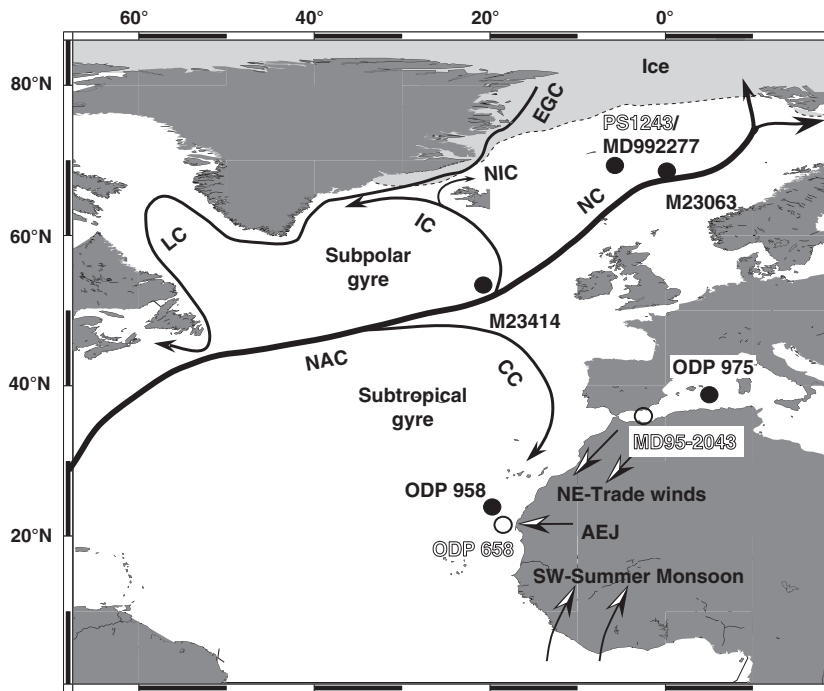 60° 40° 20° 0°
80°N
Ice
EGC
PS1243/
MD992277
NIC
NC
M23063
LC
IC
60°N
Subpolar
gyre
M23414
NAC
CC
ODP 975
40°N
Subtropical
gyre
MD95-2043
ODP 958
NE-Trade winds
20°N
AEJ
ODP 658
SW-Summer Monsoon